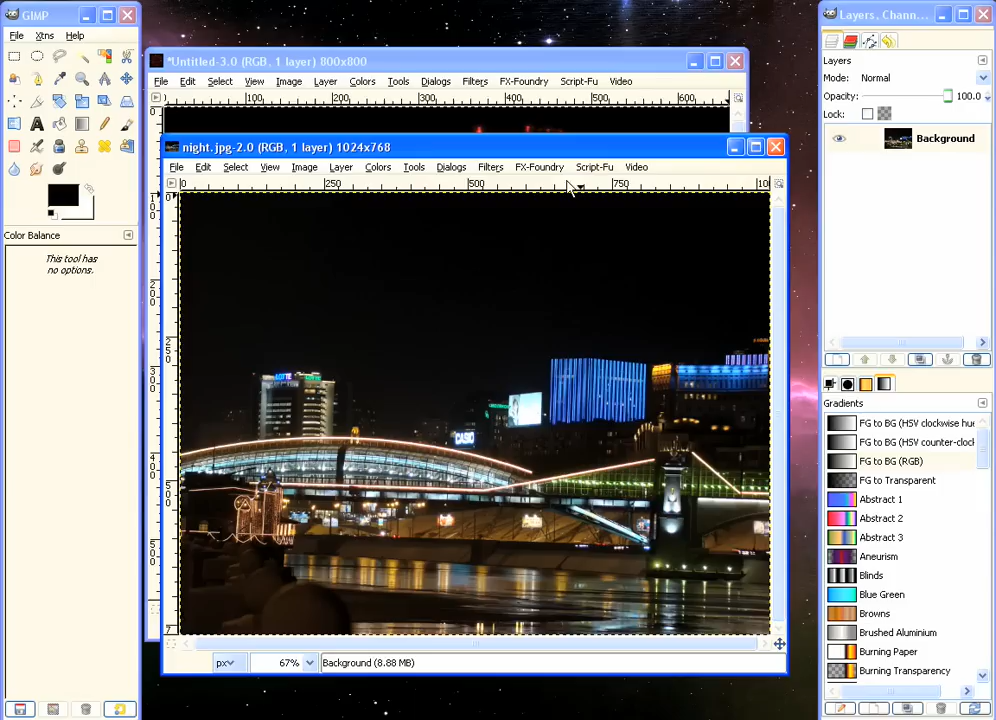 GIMP
File Xtns Help
Color Balance
This tool has
no options.
*Untitled-3.0 (RGB, 1 layer) 800x800
File Edit Select View Image Layer Colors Tools Dialogs Filters FX-Foundry Script-Fu Video
100 200 300 400 500 600
night.jpg-2.0 (RGB, 1 layer) 1024x768
File Edit Select View Image Layer Colors Tools Dialogs Filters FX-Foundry Script-Fu Video
0 250 500 750 10
LOTTE
CASIO
px 67% Background (8.88 MB)
Layers, Chann...
Layers
Mode: Normal
Opacity: 100.0
Lock:
Background
Gradients
FG to BG (HSV clockwise hue
FG to BG (HSV counter-clock
FG to BG (RGB)
FG to Transparent
Abstract 1
Abstract 2
Abstract 3
Aneurism
Blinds
Blue Green
Browns
Brushed Aluminium
Burning Paper
Burning Transparency